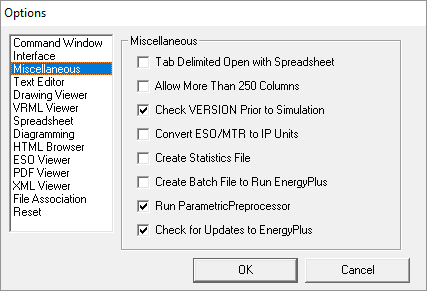 Options
Command Window
Interface
Miscellaneous
Text Editor
Drawing Viewer
VRML Viewer
Spreadsheet
Diagramming
HTML Browser
ESO Viewer
PDF Viewer
XML Viewer
File Association
Reset
Miscellaneous
Tab Delimited Open with Spreadsheet
Allow More Than 250 Columns
Check VERSION Prior to Simulation
Convert ESO/MTR to IP Units
Create Statistics File
Create Batch File to Run EnergyPlus
Run ParametricPreprocessor
Check for Updates to EnergyPlus
OK
Cancel